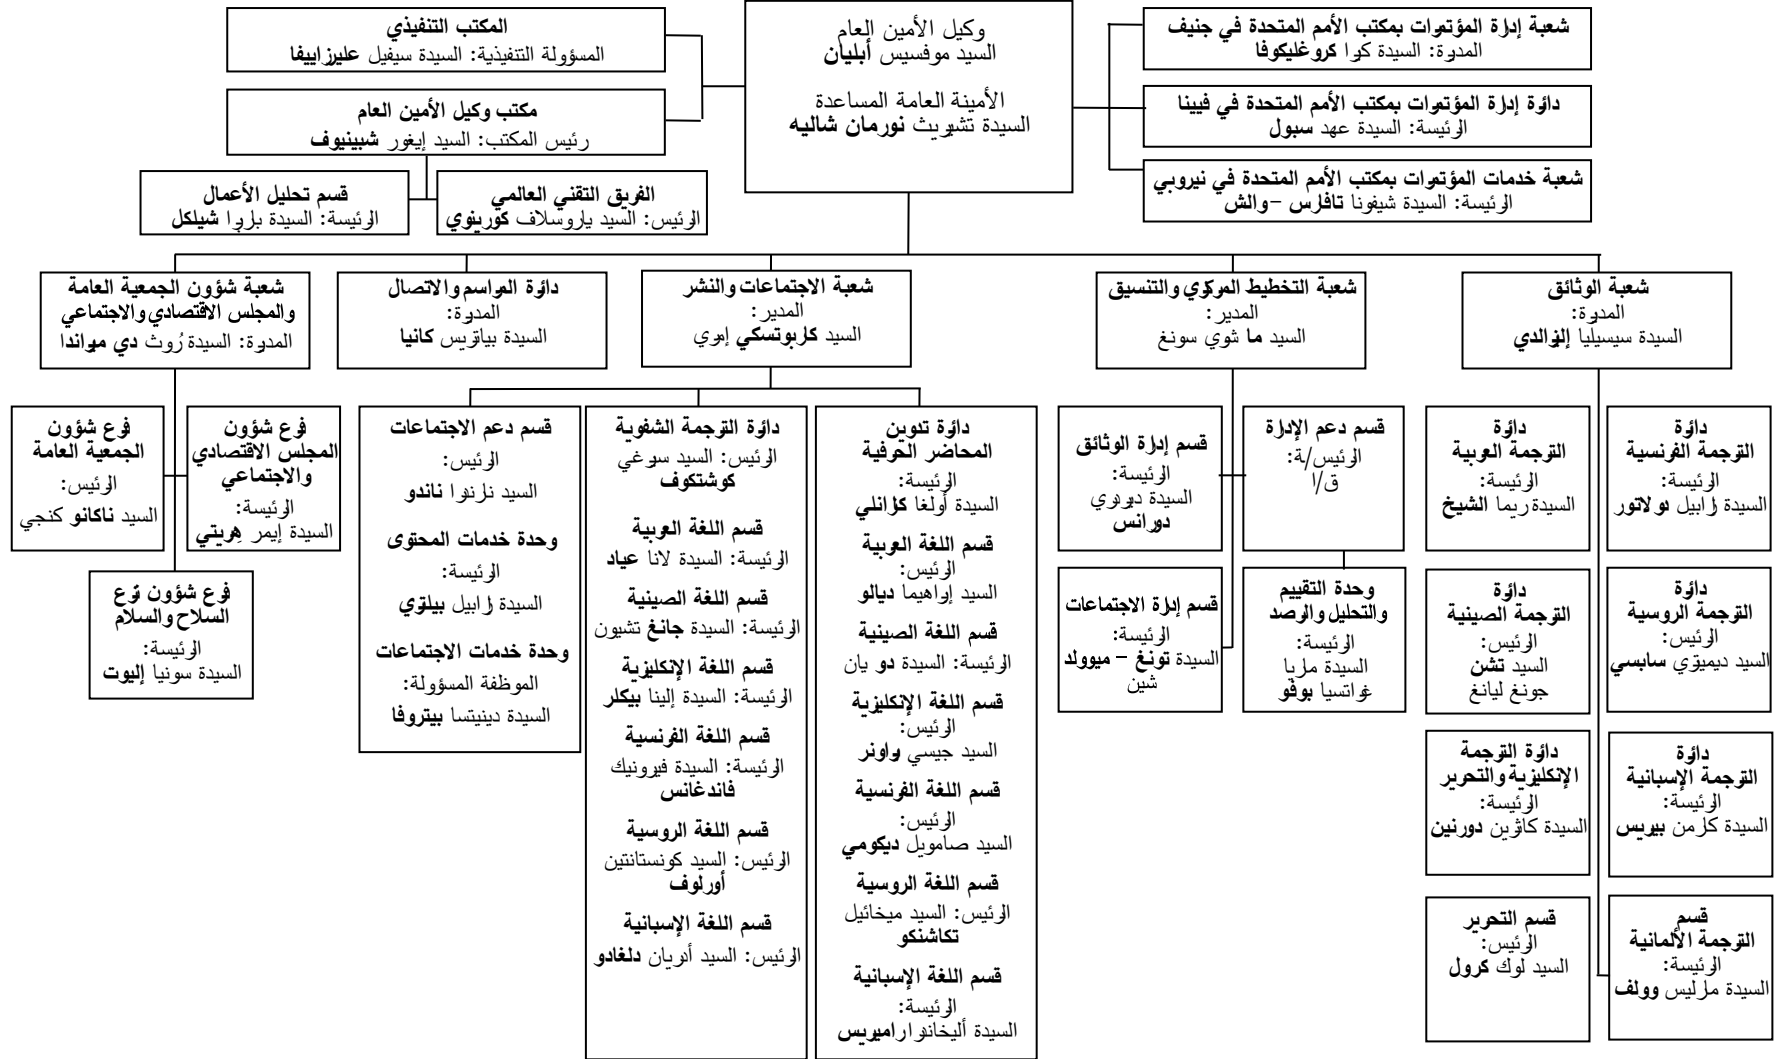 وكيل الأمين العام
السيد موفسيس أبليان
الأمينة العامة المساعدة
السيدة تشيريث نورمان شاليه
شعبة إدارة المؤتمرات بمكتب الأمم المتحدة في جنيف
المديرة: السيدة كورا كروغليكوفا
دائرة إدارة المؤتمرات بمكتب الأمم المتحدة في فيينا
الرئيسة: السيدة عهد سبول
شعبة خدمات المؤتمرات بمكتب الأمم المتحدة في نيروبي
الرئيسة: السيدة شيفونا تافارس -والش
المكتب التنفيذي
المسؤولة التنفيذية: السيدة سيفيل عليرزاييفا
مكتب وكيل الأمين العام
رئيس المكتب: السيد إيغور شبينيوف
الفريق التقني العالمي
الرئيس: السيد ياروسلاف كورينوي
قسم تحليل الأعمال
الرئيسة: السيدة باربرا شيلكل
شعبة الوثائق
المديرة:
السيدة سيسيليا إليزالدي
شعبة التخطيط المركزي والتنسيق
المدير:
السيد ما شوي سونغ
شعبة الاجتماعات والنشر
المدير:
السيد كاربوتسكي إمري
دائرة المراسم والاتصال
المديرة:
السيدة بياتريس كانيا
شعبة شؤون الجمعية العامة
والمجلس الاقتصادي والاجتماعي
المديرة: السيدة رُوث دي ميراندا
دائرة
الترجمة الفرنسية
الرئيسة:
السيدة إزابيل دولاتور
دائرة
الترجمة العربية
الرئيسة:
السيدة ريما الشيخ
دائرة
الترجمة الروسية
الرئيس:
السيد ديميتري سابسي
دائرة
الترجمة الصينية
الرئيس:
السيد تشن
جونغ ليانغ
دائرة
الترجمة الإسبانية
الرئيسة:
السيدة كارمن بيريس
دائرة الترجمة
الإنكليزية والتحرير
الرئيسة:
السيدة كاثرين دورنين
قسم
الترجمة الألمانية
الرئيسة:
السيدة مارليس وولف
قسم التحرير
الرئيس:
السيد لوك كرول
قسم دعم الإدارة
الرئيس/ة:
ق/ا
قسم إدارة الوثائق
الرئيسة:
السيدة ديردري
دورانس
وحدة التقييم
والتحليل والرصد
الرئيسة:
السيدة ماريا
غراتسيا بوفو
قسم إدارة الاجتماعات
الرئيسة:
السيدة تونغ - ميوولد
شين
دائرة تدوين
المحاضر الحرفية
الرئيسة:
السيدة أولغا كازانلي
قسم اللغة العربية
الرئيس:
السيد إبراهيما ديالو
قسم اللغة الصينية
الرئيسة: السيدة دو يان
قسم اللغة الإنكليزية
الرئيس:
السيد جيسي براونر
قسم اللغة الفرنسية
الرئيس:
السيد صامويل ديكومي
قسم اللغة الروسية
الرئيس: السيد ميخائيل
تكاشنكو
قسم اللغة الإسبانية
الرئيسة:
السيدة أليخاندرا راميريس
دائرة الترجمة الشفوية
الرئيس: السيد سيرغي
كوشتكوف
قسم اللغة العربية
الرئيسة: السيدة لانا عياد
قسم اللغة الصينية
الرئيسة: السيدة جانغ تشيون
قسم اللغة الإنكليزية
الرئيسة: السيدة إلينا بيكلر
قسم اللغة الفرنسية
الرئيسة: السيدة فيرونيك
فاندغانس
قسم اللغة الروسية
الرئيس: السيد كونستانتين
أورلوف
قسم اللغة الإسبانية
الرئيس: السيد أدريان دلغادو
قسم دعم الاجتماعات
الرئيس:
السيد نارندرا ناندو
وحدة خدمات المحتوى
الرئيسة:
السيدة إزابيل بيلتري
وحدة خدمات الاجتماعات
الموظفة المسؤولة:
السيدة دينيتسا بيتروفا
فرع شؤون
المجلس الاقتصادي
والاجتماعي
الرئيسة:
السيدة إيمر هِريتي
فرع شؤون
الجمعية العامة
الرئيس:
السيد ناكانو كنجي
فرع شؤون نزع
السلاح والسلام
الرئيسة:
السيدة سونيا إليوت